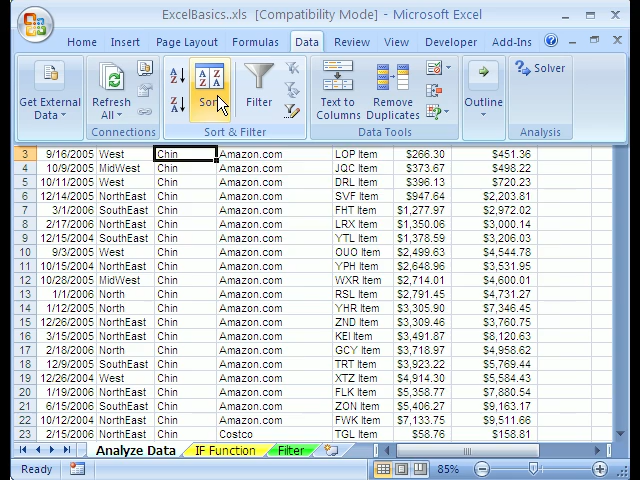 ExcelBasics..xls [Compatibility Mode] - Microsoft Excel
Home Insert Page Layout Formulas Data Review View Developer Add-Ins
Get External Data
Refresh All
Connections
A Z
Z A
A Z Z A
Sort
Filter
Sort & Filter
Text to Columns
Remove Duplicates
Data Tools
Outline
Solver
Analysis
3 9/16/2005 West Chin Amazon.com LOP Item $266.30 $451.36
4 10/9/2005 MidWest Chin Amazon.com JQC Item $373.67 $498.22
5 10/11/2005 West Chin Amazon.com DRL Item $396.13 $720.23
6 12/14/2005 NorthEast Chin Amazon.com SVF Item $947.64 $2,203.81
7 3/1/2006 SouthEast Chin Amazon.com FHT Item $1,277.97 $2,972.02
8 2/17/2006 NorthEast Chin Amazon.com LRX Item $1,350.06 $3,000.14
9 12/15/2004 SouthEast Chin Amazon.com YTL Item $1,378.59 $3,206.03
10 9/3/2005 West Chin Amazon.com OUO Item $2,499.63 $4,544.78
11 10/15/2004 NorthEast Chin Amazon.com YPH Item $2,648.96 $3,531.95
12 10/28/2005 MidWest Chin Amazon.com WXR Item $2,714.01 $4,600.01
13 1/1/2006 North Chin Amazon.com RSL Item $2,791.45 $4,731.27
14 1/12/2005 North Chin Amazon.com YHR Item $3,305.90 $7,346.45
15 12/26/2005 NorthEast Chin Amazon.com ZND Item $3,309.46 $3,760.75
16 3/15/2005 NorthEast Chin Amazon.com KEI Item $3,491.87 $8,120.63
17 2/18/2005 North Chin Amazon.com GCY Item $3,718.97 $4,958.62
18 12/9/2005 SouthEast Chin Amazon.com TRT Item $3,923.22 $5,769.44
19 12/26/2004 West Chin Amazon.com XTZ Item $4,914.30 $5,584.43
20 1/19/2006 NorthEast Chin Amazon.com FLK Item $5,358.77 $7,880.54
21 6/15/2005 SouthEast Chin Amazon.com ZON Item $5,406.27 $9,163.17
22 10/2/2005 NorthEast Chin Amazon.com FWK Item $7,133.75 $9,511.66
23 2/15/2006 NorthEast Chin Costco TGL Item $58.76 $158.81
Analyze Data IF Function Filter
Ready 85%